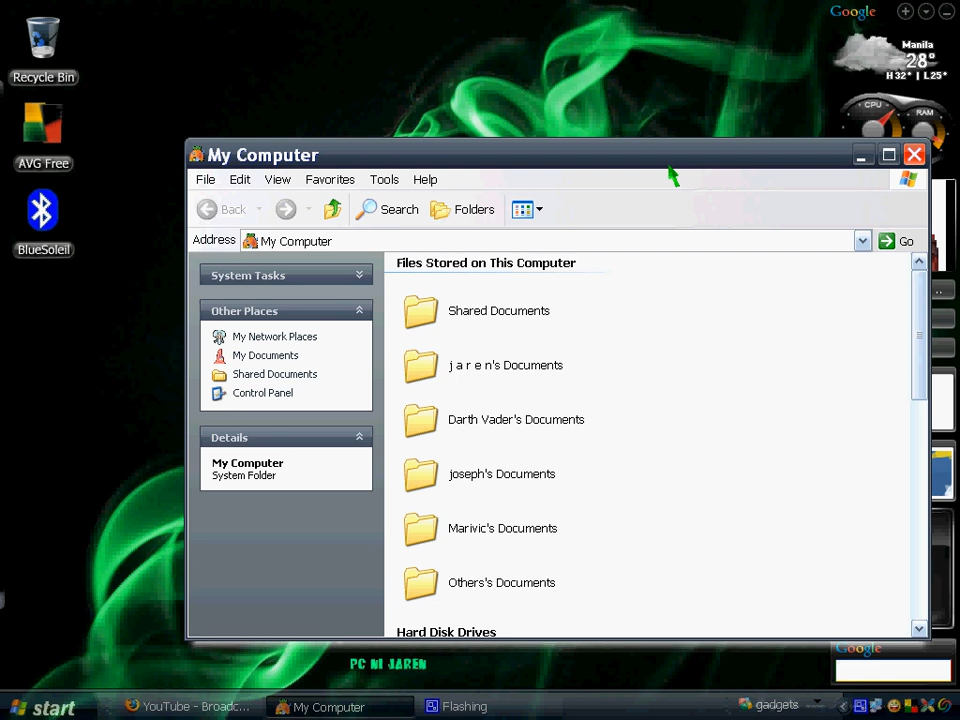 Recycle Bin
AVG Free
BlueSoleil
Google
Manila
28°
H 32° | L25°
CPU
RAM
My Computer
File Edit View Favorites Tools Help
Back Search Folders
Address My Computer Go
System Tasks
Other Places
My Network Places
My Documents
Shared Documents
Control Panel
Details
My Computer
System Folder
Files Stored on This Computer
Shared Documents
j a r e n's Documents
Darth Vader's Documents
joseph's Documents
Marivic's Documents
Others's Documents
Hard Disk Drives
..
Google
PC NI JAREN
start YouTube - Broadc... My Computer Flashing gadgets